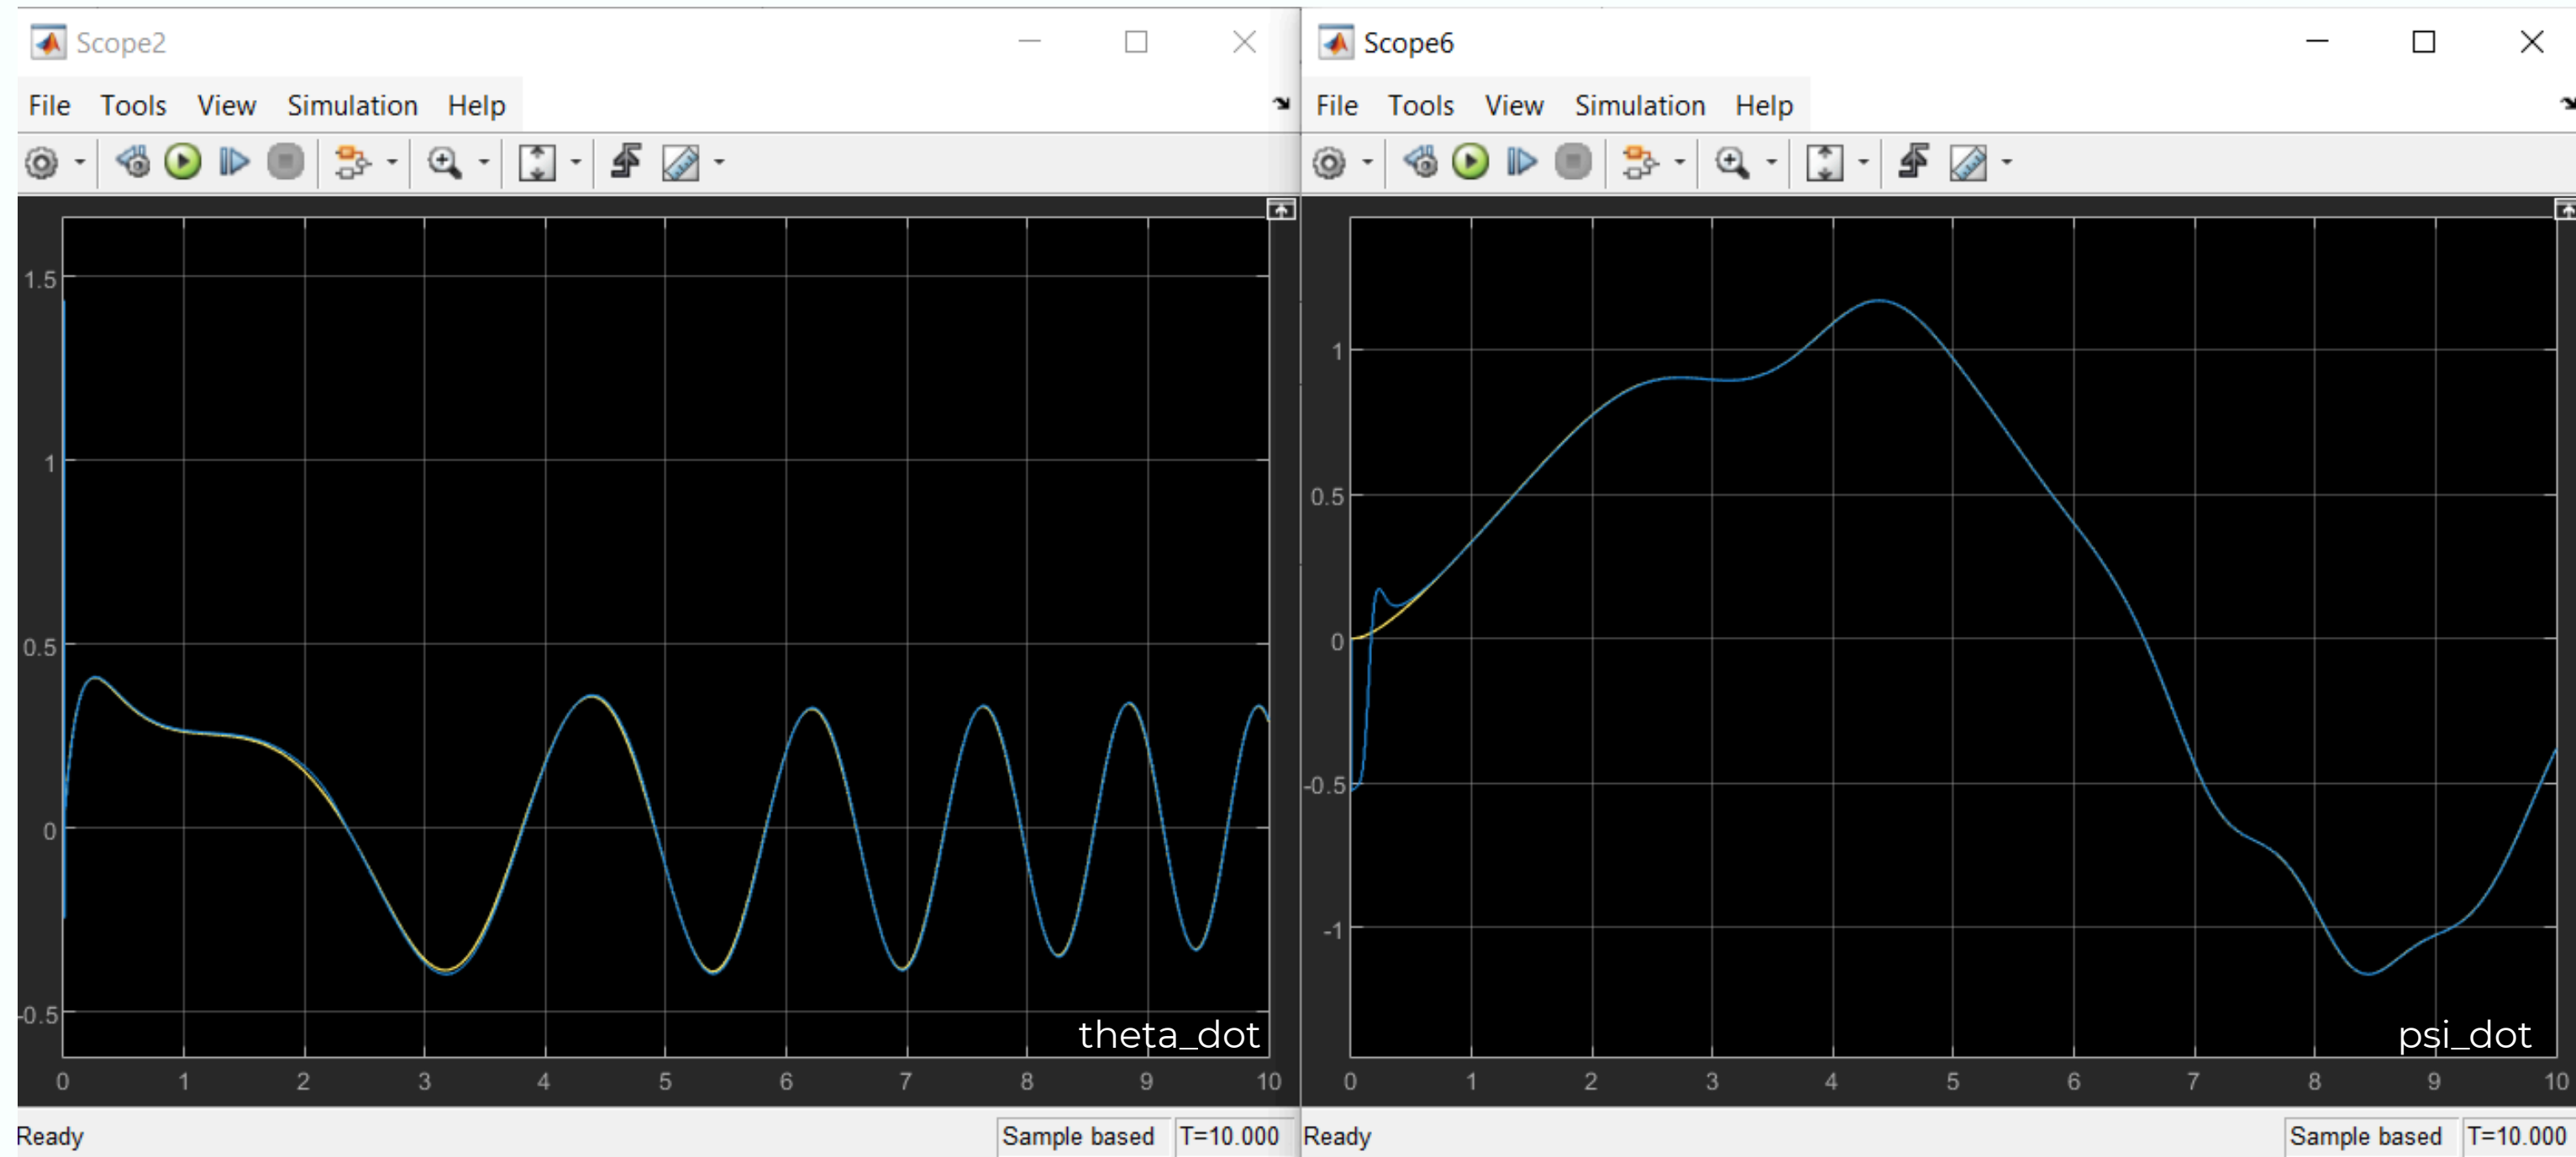 Scope2
File Tools View Simulation Help
1.5
1
0.5
0
-0.5
theta_dot
0 1 2 3 4 5 6 7 8 9 10
Ready Sample based T=10.000
Scope6
File Tools View Simulation Help
1
0.5
0
-0.5
-1
psi_dot
0 1 2 3 4 5 6 7 8 9 10
Ready Sample based T=10.000